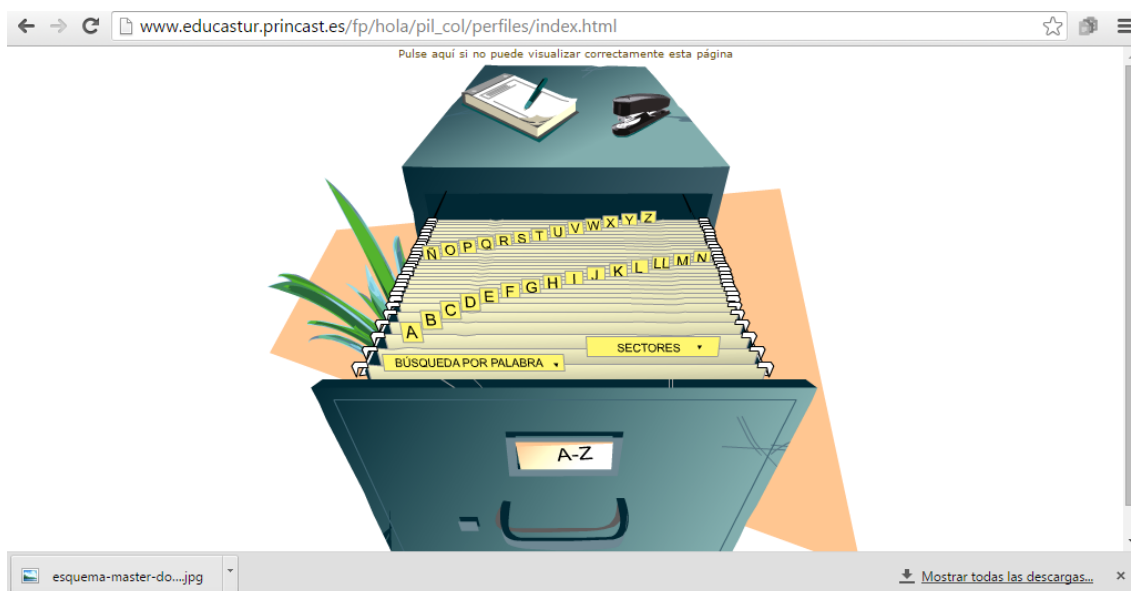 www.educastur.princast.es/fp/hola/pil_col/perfiles/index.html
Pulse aquí si no puede visualizar correctamente esta página
Ñ O P Q R S T U V W X Y Z
A B C D E F G H I J K L LL M N
SECTORES
BÚSQUEDA POR PALABRA
A-Z
esquema-master-do....jpg
Mostrar todas las descargas...